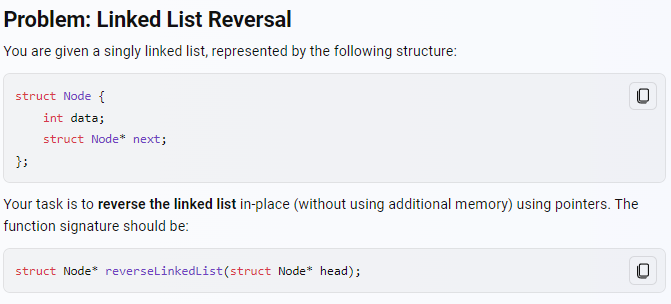 Problem: Linked List Reversal
You are given a singly linked list, represented by the following structure:
struct Node {
    int data;
    struct Node* next;
};
Your task is to reverse the linked list in-place (without using additional memory) using pointers. The
function signature should be:
struct Node* reverseLinkedList(struct Node* head);